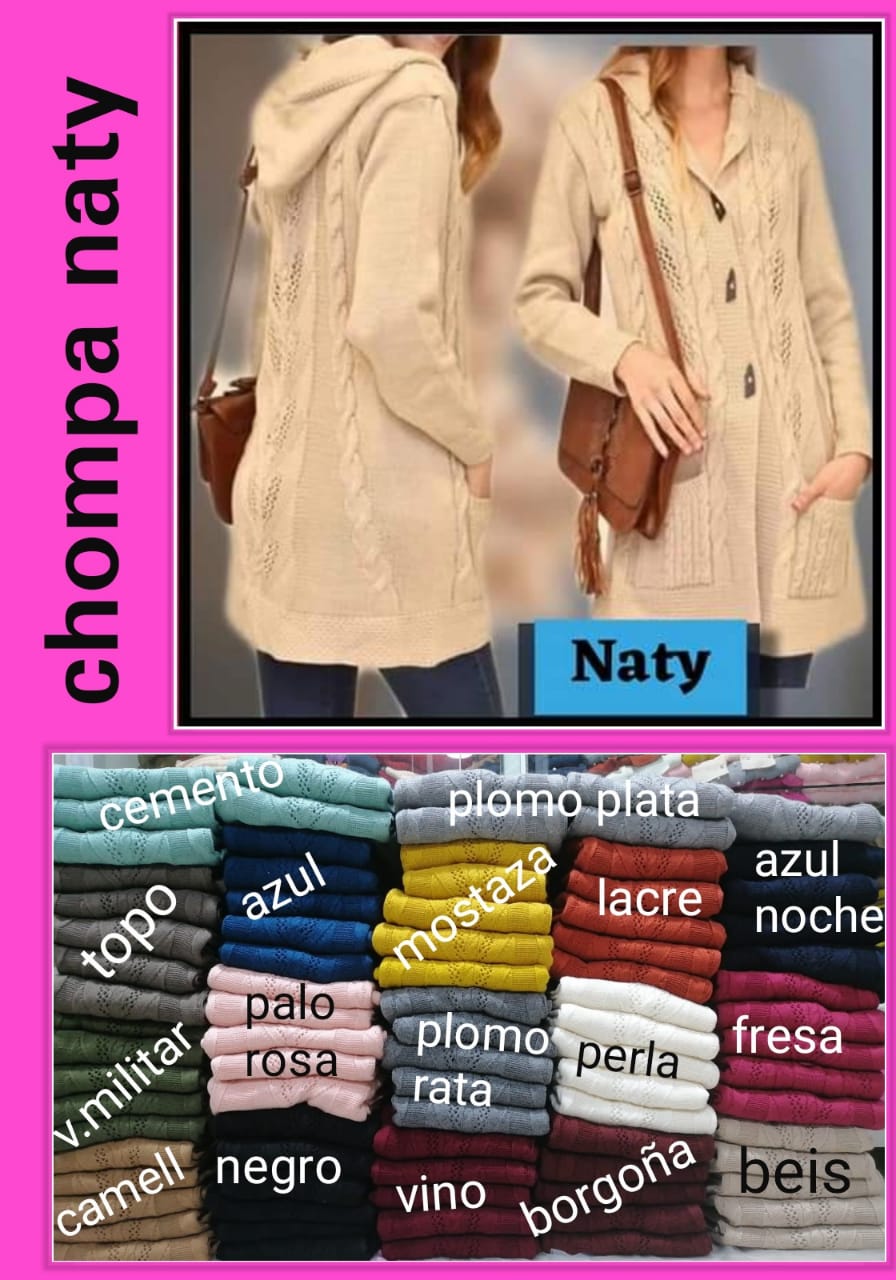 chompa naty
Naty
cemento
plomo plata
topo
azul
mostaza
lacre
azul
noche
v.militar
palo
rosa
plomo
rata
perla
fresa
camell
negro
vino
borgoña
beis